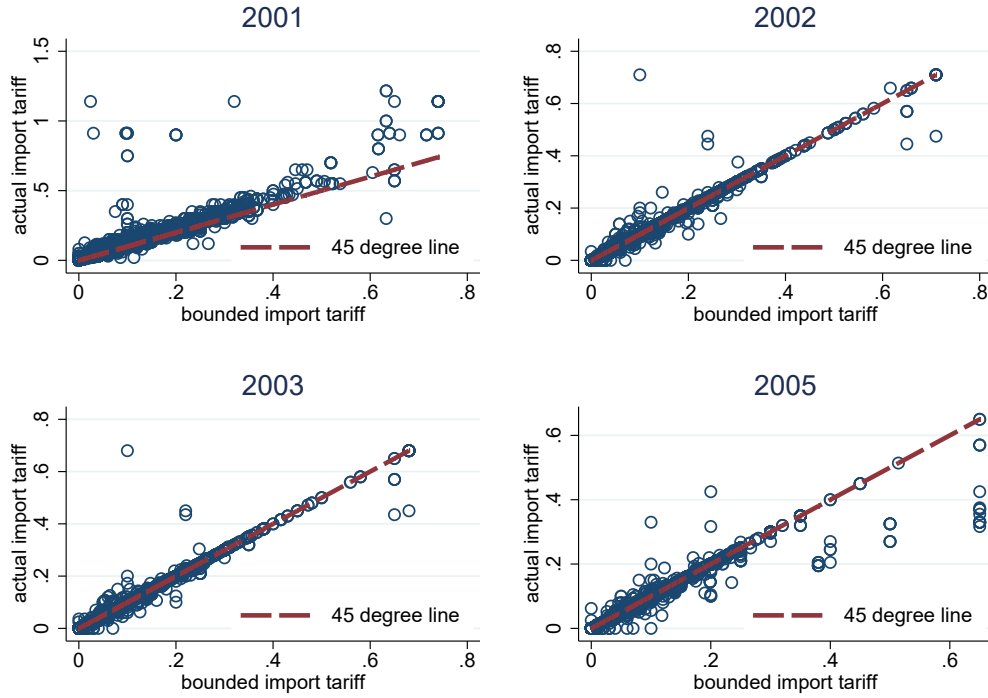 2001
actual import tariff
0 .5 1 1.5
0 .2 .4 .6 .8
bounded import tariff
45 degree line
2002
actual import tariff
0 .2 .4 .6 .8
0 .2 .4 .6 .8
bounded import tariff
45 degree line
2003
actual import tariff
0 .2 .4 .6 .8
0 .2 .4 .6 .8
bounded import tariff
45 degree line
2005
actual import tariff
0 .2 .4 .6
0 .2 .4 .6
bounded import tariff
45 degree line